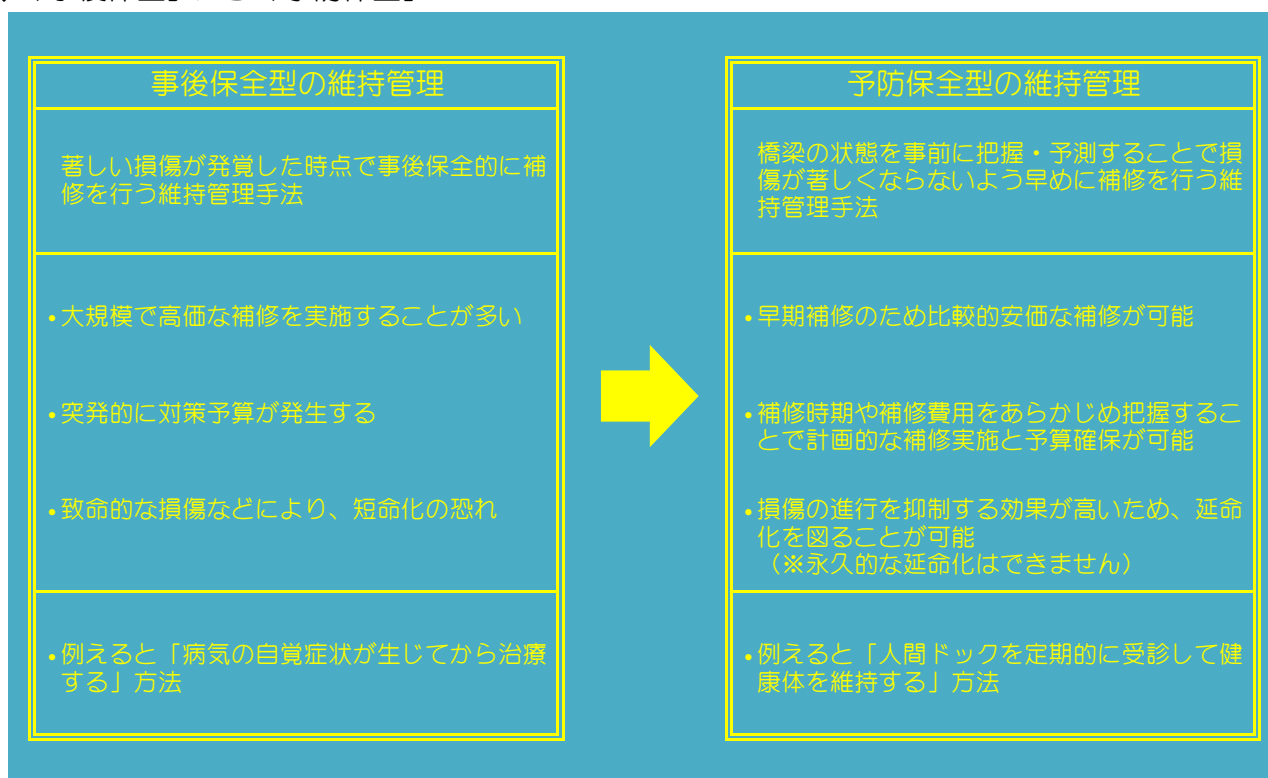 事後保全型の維持管理
著しい損傷が発覚した時点で事後保全的に補
修を行う維持管理手法
•大規模で高価な補修を実施することが多い
•突発的に対策予算が発生する
•致命的な損傷などにより、短命化の恐れ
•例えると「病気の自覚症状が生じてから治療
する」方法
予防保全型の維持管理
橋梁の状態を事前に把握・予測することで損
傷が著しくならないよう早めに補修を行う維
持管理手法
•早期補修のため比較的安価な補修が可能
•補修時期や補修費用をあらかじめ把握するこ
とで計画的な補修実施と予算確保が可能
•損傷の進行を抑制する効果が高いため、延命
化を図ることが可能
（※永久的な延命化はできません）
•例えると「人間ドックを定期的に受診して健
康体を維持する」方法